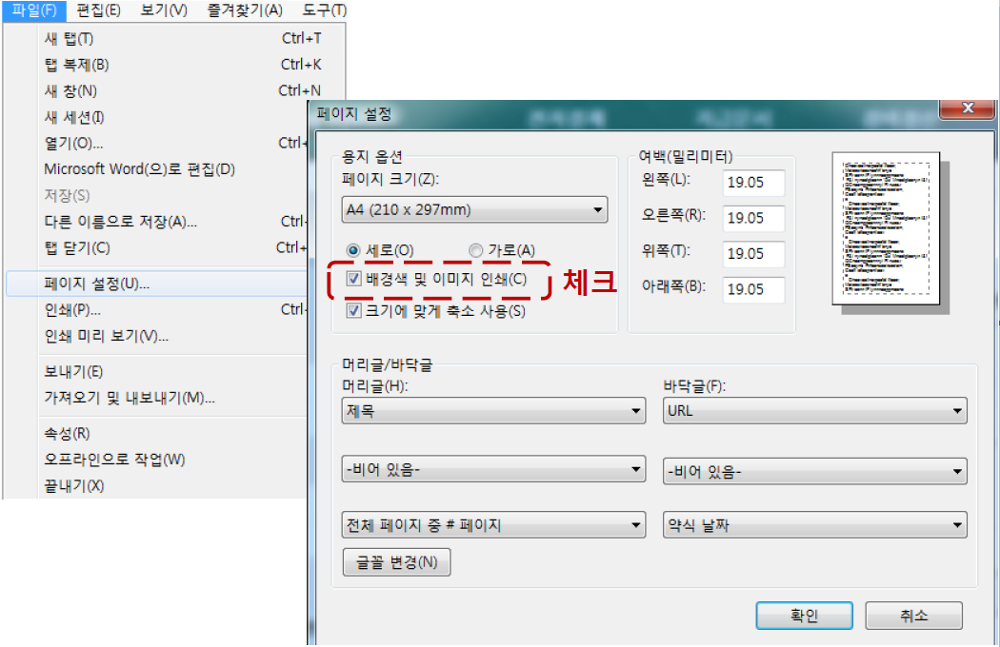 파일(F) 편집(E) 보기(V) 즐겨찾기(A) 도구(T)
새 탭(T) Ctrl+T
탭 복제(B) Ctrl+K
새 창(N) Ctrl+N
새 세션(I)
열기(O)... Ctrl+
Microsoft Word(으)로 편집(D)
저장(S)
다른 이름으로 저장(A)... Ctrl-
탭 닫기(C) Ctrl+
페이지 설정(U)...
인쇄(P)... Ctrl-
인쇄 미리 보기(V)...
보내기(E)
가져오기 및 내보내기(M)...
속성(R)
오프라인으로 작업(W)
끝내기(X)
페이지 설정
용지 옵션
페이지 크기(Z):
A4 (210 x 297mm)
세로(O) 가로(A)
배경색 및 이미지 인쇄(C)
체크
크기에 맞게 축소 사용(S)
여백(밀리미터)
왼쪽(L): 19.05
오른쪽(R): 19.05
위쪽(T): 19.05
아래쪽(B): 19.05
머리글/바닥글
머리글(H): 바닥글(F):
제목 URL
-비어 있음- -비어 있음-
전체 페이지 중 # 페이지 약식 날짜
글꼴 변경(N)
확인 취소